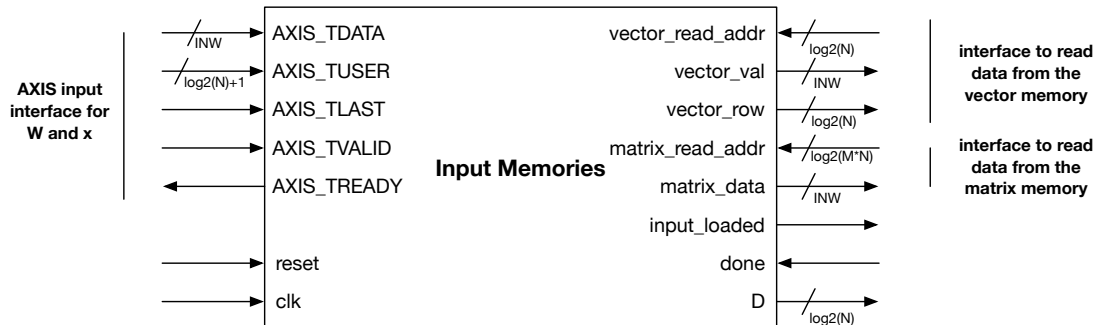 AXIS input
interface for
W and x
INW
log2(N)+1
AXIS_TDATA
AXIS_TUSER
AXIS_TLAST
AXIS_TVALID
AXIS_TREADY
reset
clk
Input Memories
vector_read_addr
vector_val
vector_row
matrix_read_addr
matrix_data
input_loaded
done
D
log2(N)
INW
log2(N)
log2(M*N)
INW
log2(N)
interface to read
data from the
vector memory
interface to read
data from the
matrix memory